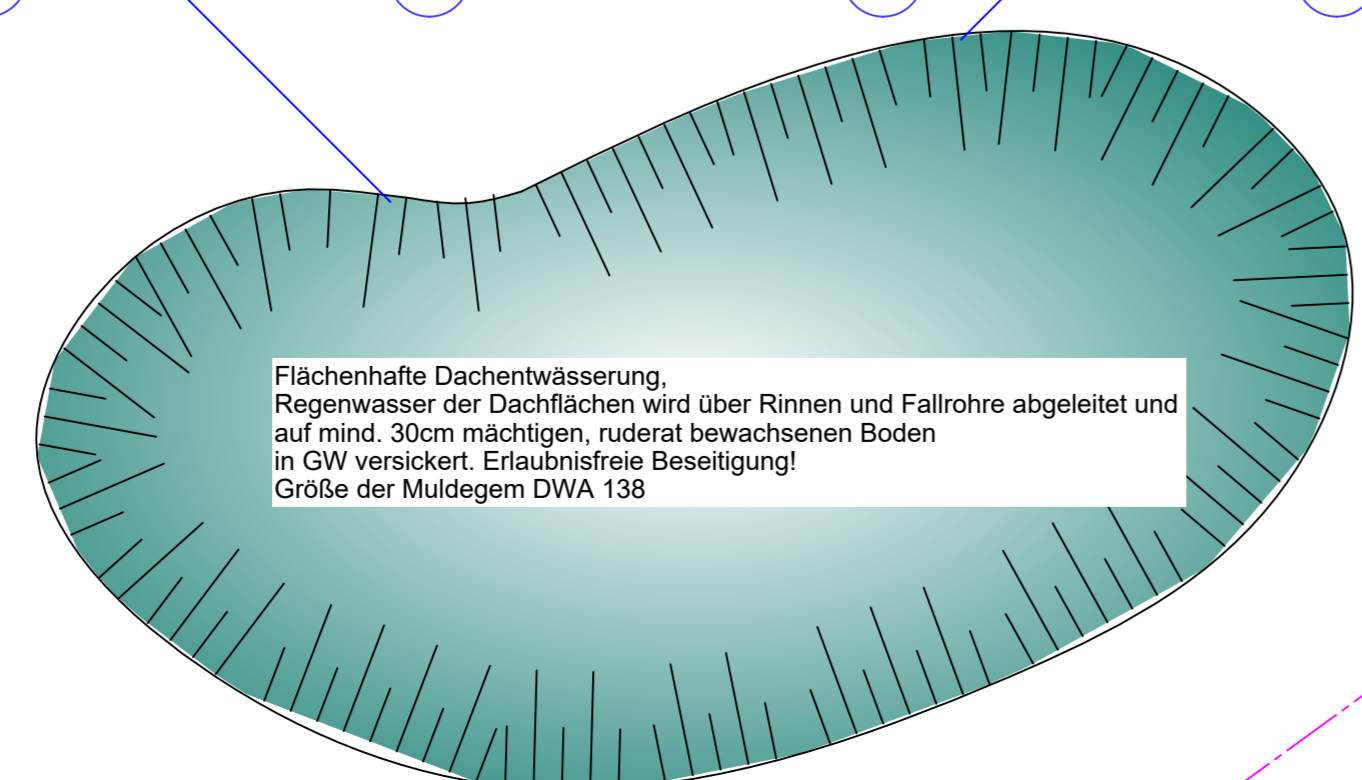 Flächenhafte Dachentwässerung,
Regenwasser der Dachflächen wird über Rinnen und Fallrohre abgeleitet und
auf mind. 30cm mächtigen, ruderat bewachsenen Boden
in GW versickert. Erlaubnisfreie Beseitigung!
Größe der Muldegem DWA 138